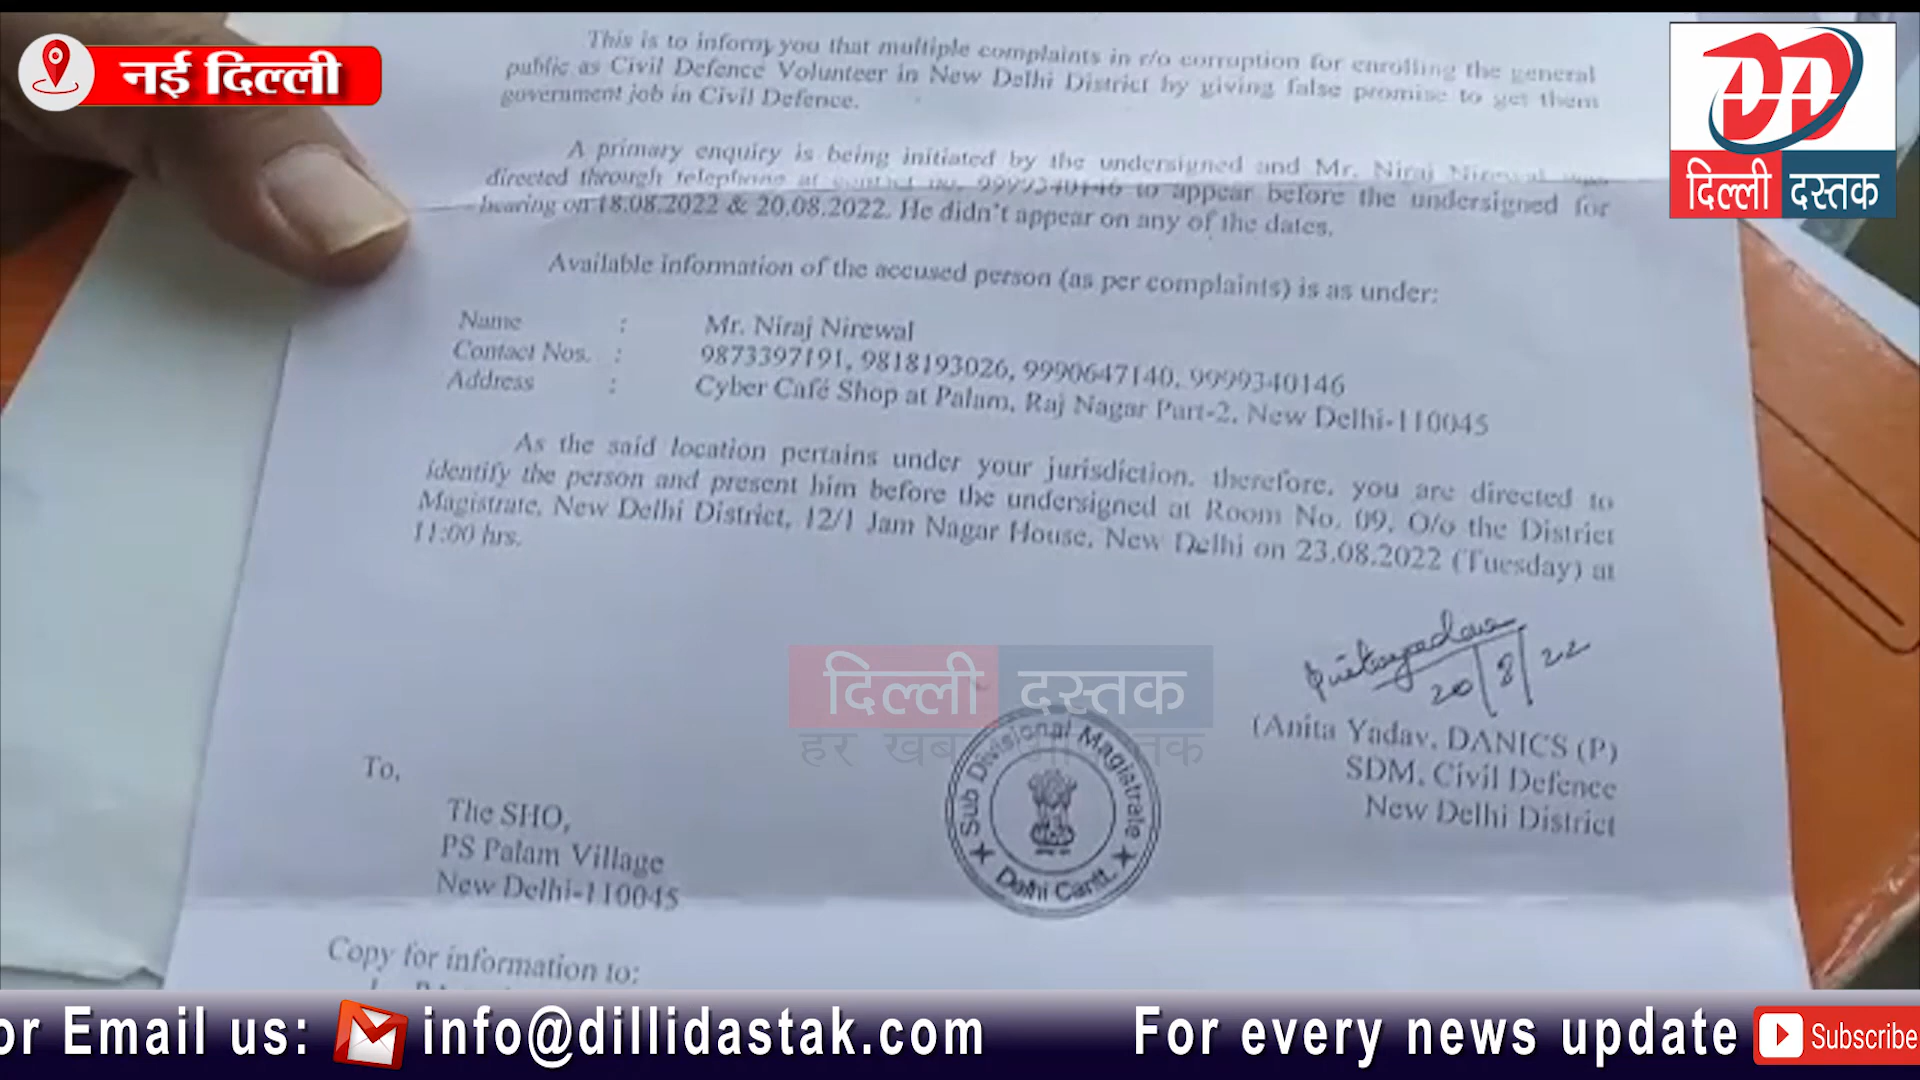 नई दिल्ली
दिल्ली दस्तक
This is to inform you that multiple complaints in r/o corruption for enrolling the general
public as Civil Defence Volunteer in New Delhi District by giving false promise to get them
government job in Civil Defence.
A primary enquiry is being initiated by the undersigned and Mr. Niraj Nirewal was
directed through telephone at contact no. 9999340146 to appear before the undersigned for
hearing on 18.08.2022 & 20.08.2022. He didn't appear on any of the dates.
Available information of the accused person (as per complaints) is as under:
Name : Mr. Niraj Nirewal
Contact Nos. : 9873397191, 9818193026, 9990647140, 9999340146
Address : Cyber Café Shop at Palam, Raj Nagar Part-2, New Delhi-110045
As the said location pertains under your jurisdiction, therefore, you are directed to
identify the person and present him before the undersigned at Room No. 09, O/o the District
Magistrate, New Delhi District, 12/1 Jam Nagar House, New Delhi on 23.08.2022 (Tuesday) at
11:00 hrs.
20/8/22
दिल्ली दस्तक
हर
तक
(Anita Yadav, DANICS (P)
SDM, Civil Defence
New Delhi District
Sub Divisional Magistrate
Delhi Cantt.
To,
The SHO,
PS Palam Village
New Delhi-110045
Copy for information to:
or Email us: info@dillidastak.com For every news update Subscribe